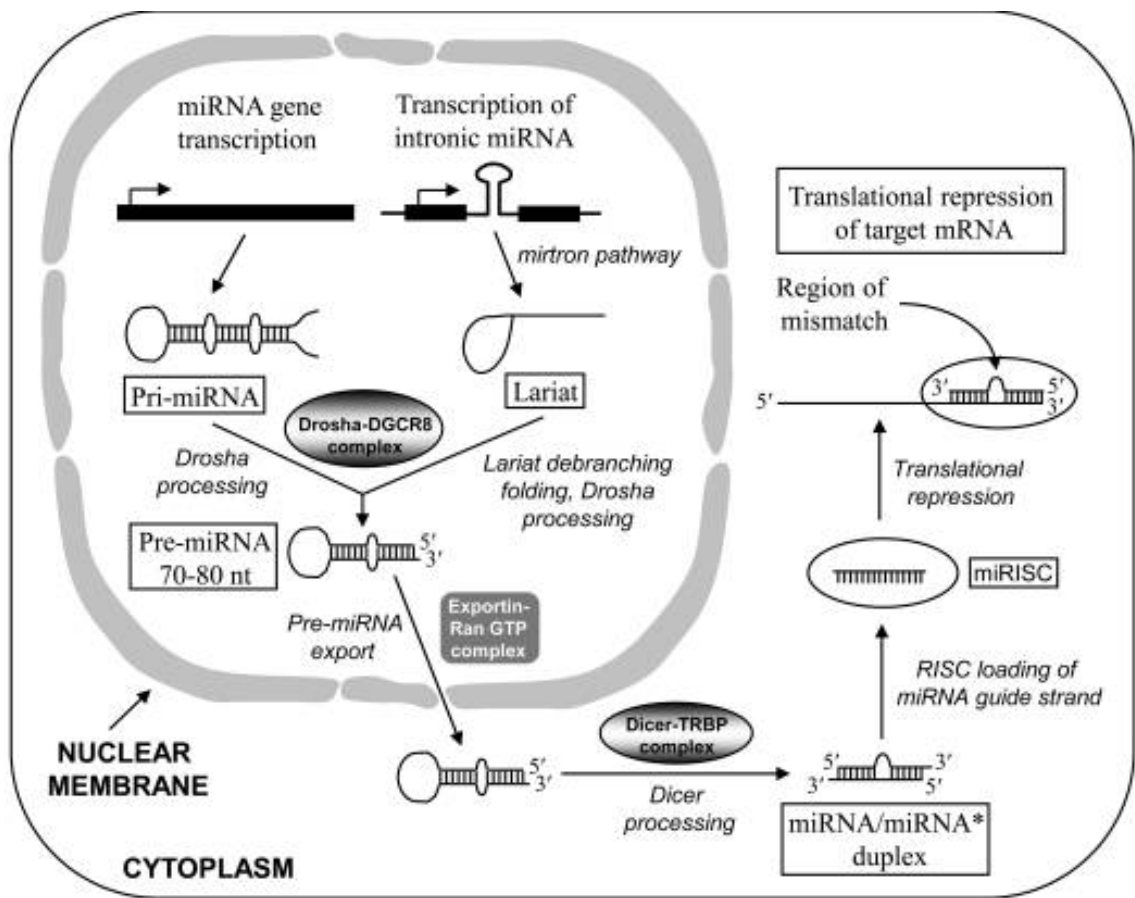 miRNA gene
transcription
Transcription of
intronic miRNA
mirtron pathway
Pri-miRNA
Lariat
Drosha-DGCR8
complex
Drosha
processing
Lariat debranching
folding, Drosha
processing
Pre-miRNA
70-80 nt
5′
3′
Pre-miRNA
export
Exportin-
Ran GTP
complex
NUCLEAR
MEMBRANE
CYTOPLASM
5′
3′
Dicer-TRBP
complex
Dicer
processing
5′ 3′
3′ 5′
miRNA/miRNA*
duplex
RISC loading of
miRNA guide strand
miRISC
Translational
repression
5′
3′ 5′
3′
Region of
mismatch
Translational repression
of target mRNA